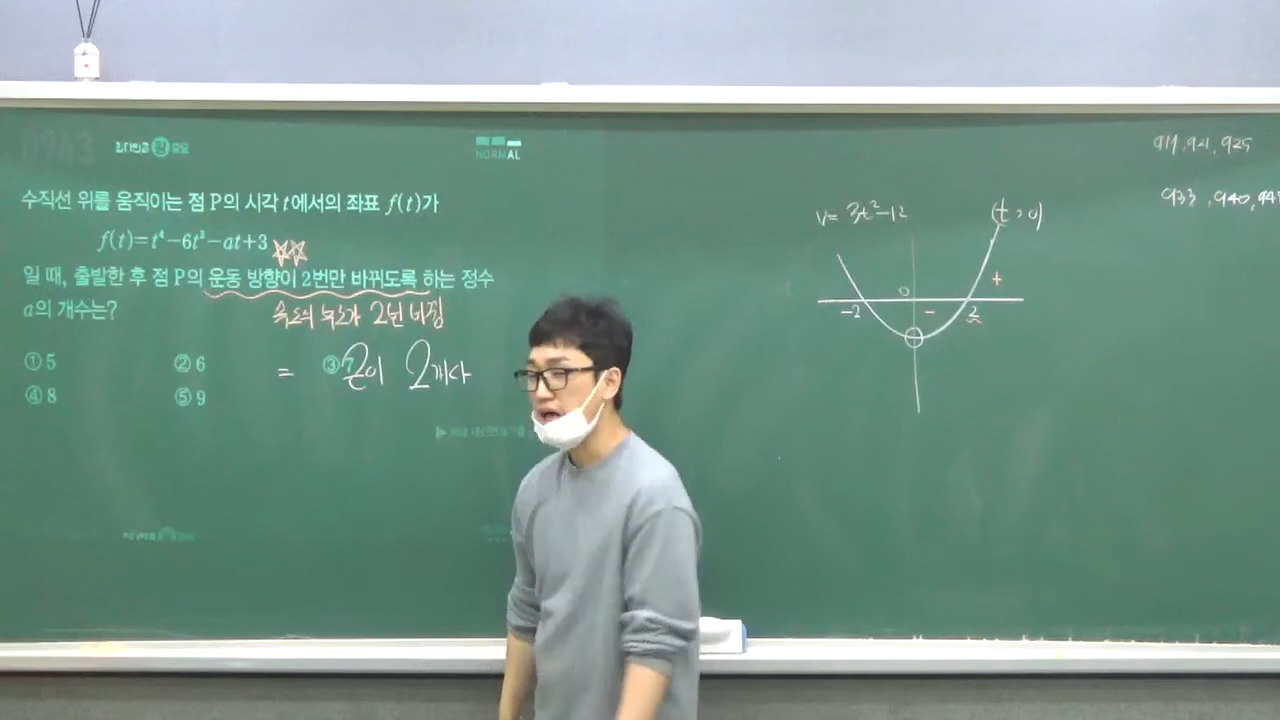 NORMAL
수직선 위를 움직이는 점 P의 시각 t에서의 좌표 f(t)가
f(t)=t⁴-6t²-at+3
일 때, 출발한 후 점 P의 운동 방향이 2번만 바뀌도록 하는 정수
a의 개수는?
속도의 부호가 2번 바뀜
① 5 ② 6 ③ 7
④ 8 ⑤ 9
= 근이 2개다
v= 3t²-12 (t>0)
0
-2 - 2 +
919, 921, 925
933, 940,